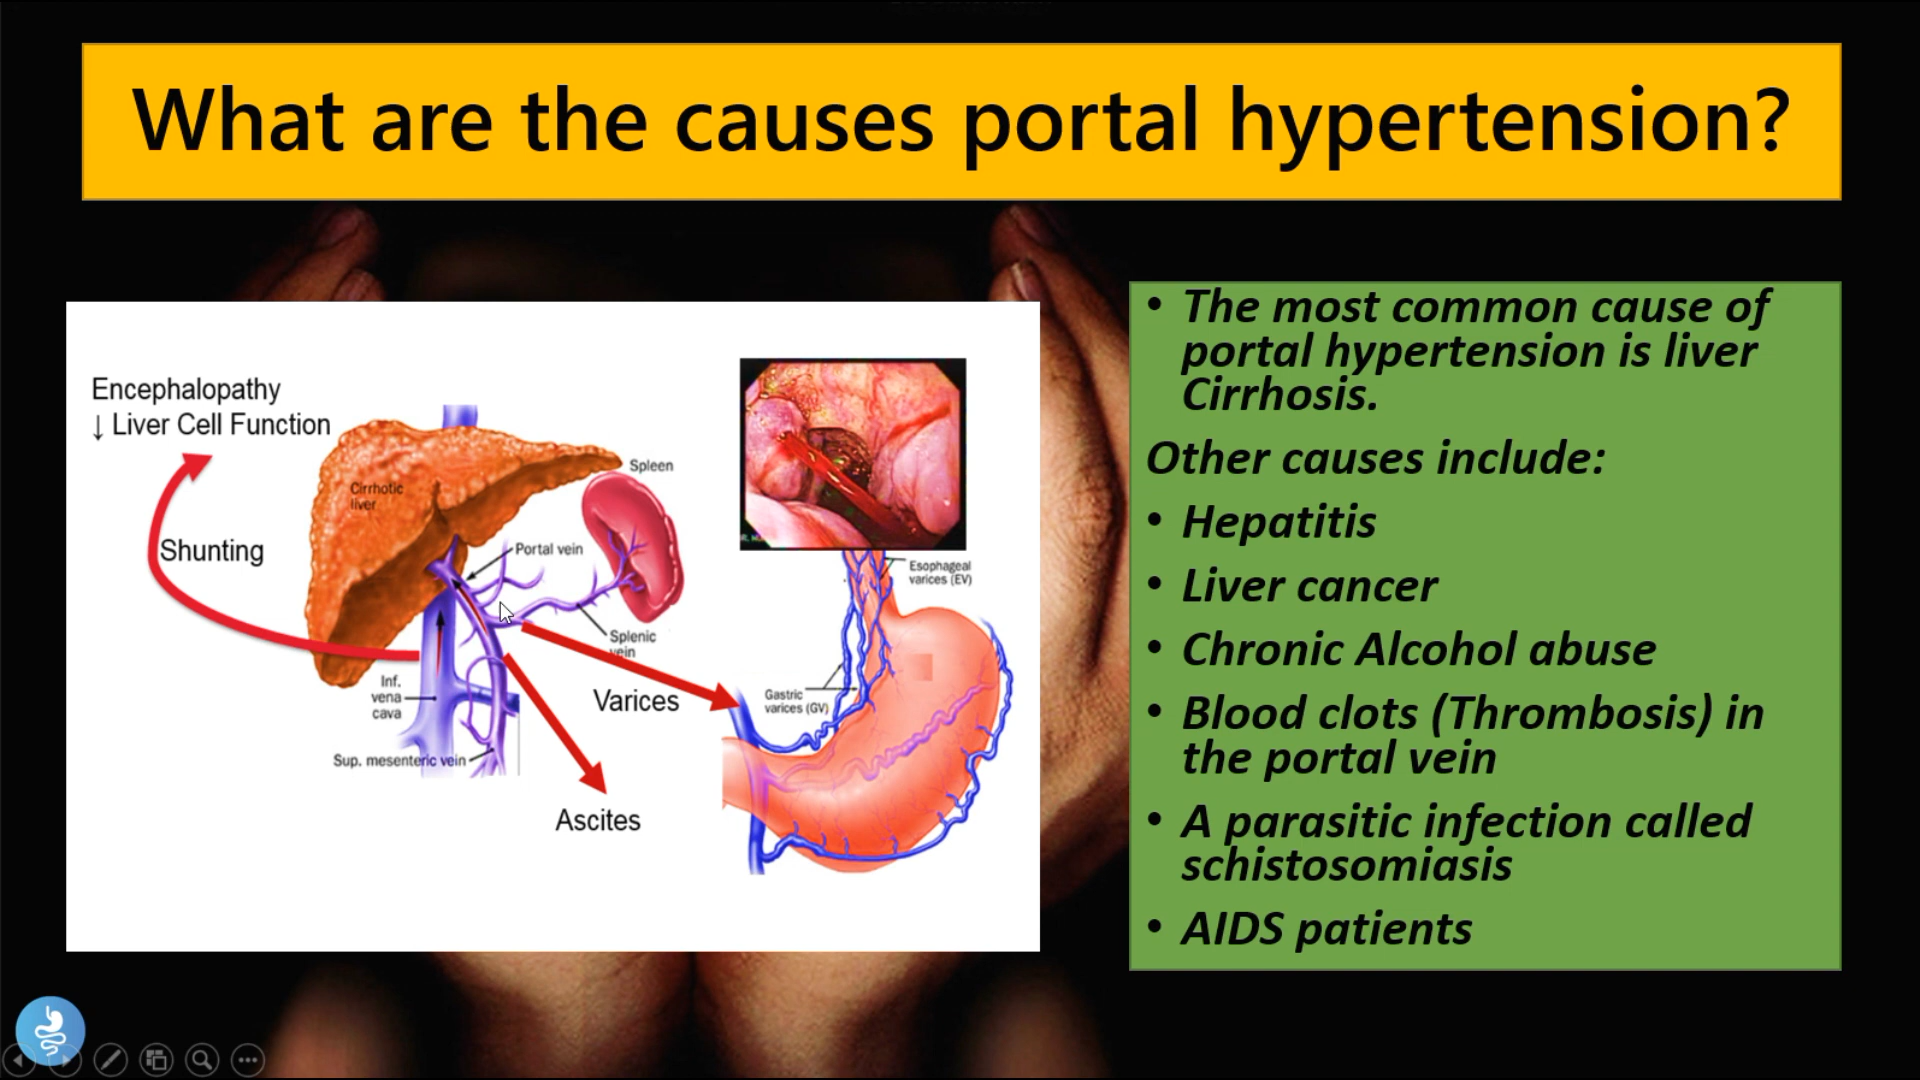 What are the causes portal hypertension?
Encephalopathy
↓ Liver Cell Function
Shunting
Cirrhotic
liver
Spleen
Portal vein
Splenic
vein
Inf.
vena
cava
Sup. mesenteric vein
Varices
Ascites
Esophageal
varices (EV)
Gastric
varices (GV)
• The most common cause of
portal hypertension is liver
Cirrhosis.
Other causes include:
• Hepatitis
• Liver cancer
• Chronic Alcohol abuse
• Blood clots (Thrombosis) in
the portal vein
• A parasitic infection called
schistosomiasis
• AIDS patients